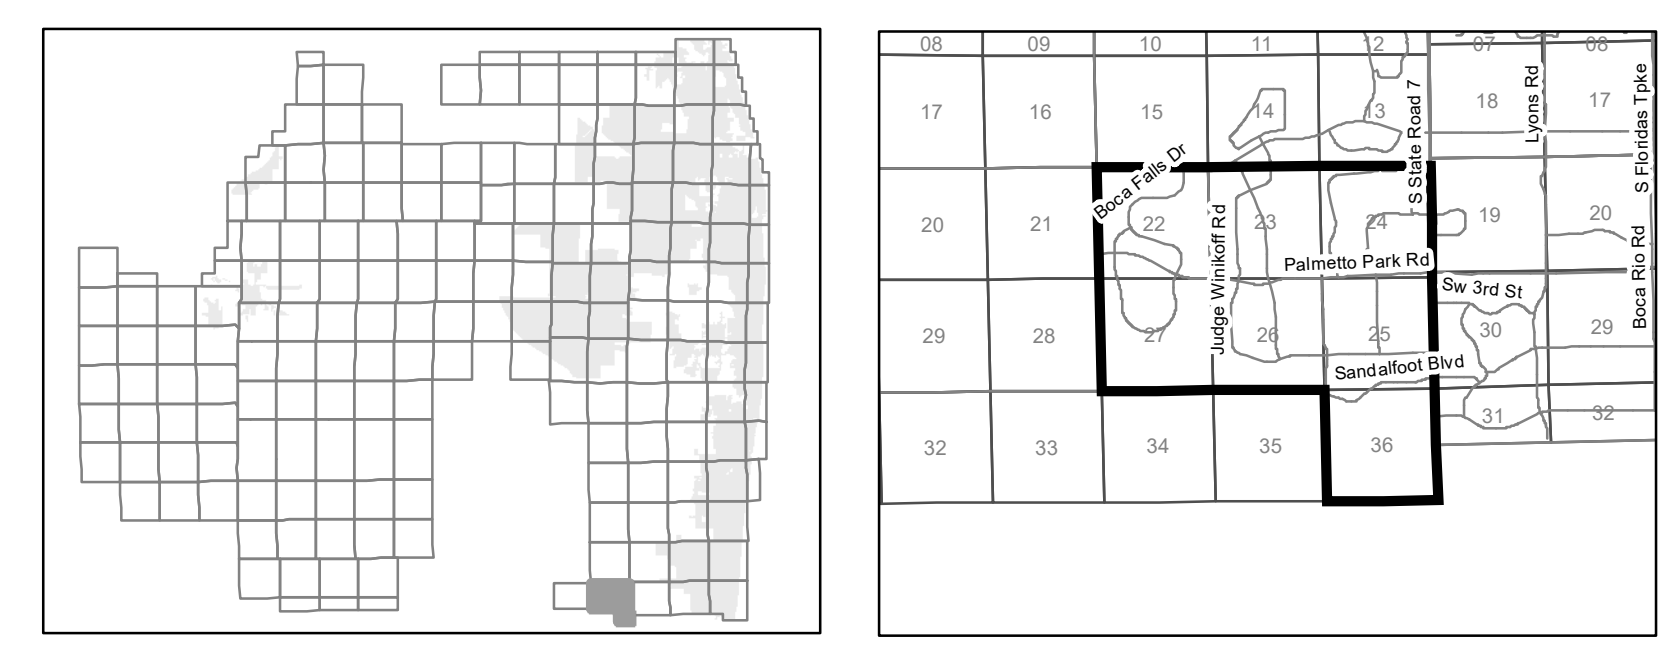 08 09 10 11 12 07 08
17 16 15 14 13 18 17
Lyons Rd
S State Road 7
S Floridas Tpke
Boca Falls Dr
20 21 22 23 24 19 20
Judge Winikoff Rd
Palmetto Park Rd
Boca Rio Rd
Sw 3rd St
29 28 27 26 25 30 29
Sandalfoot Blvd
31 32
32 33 34 35 36